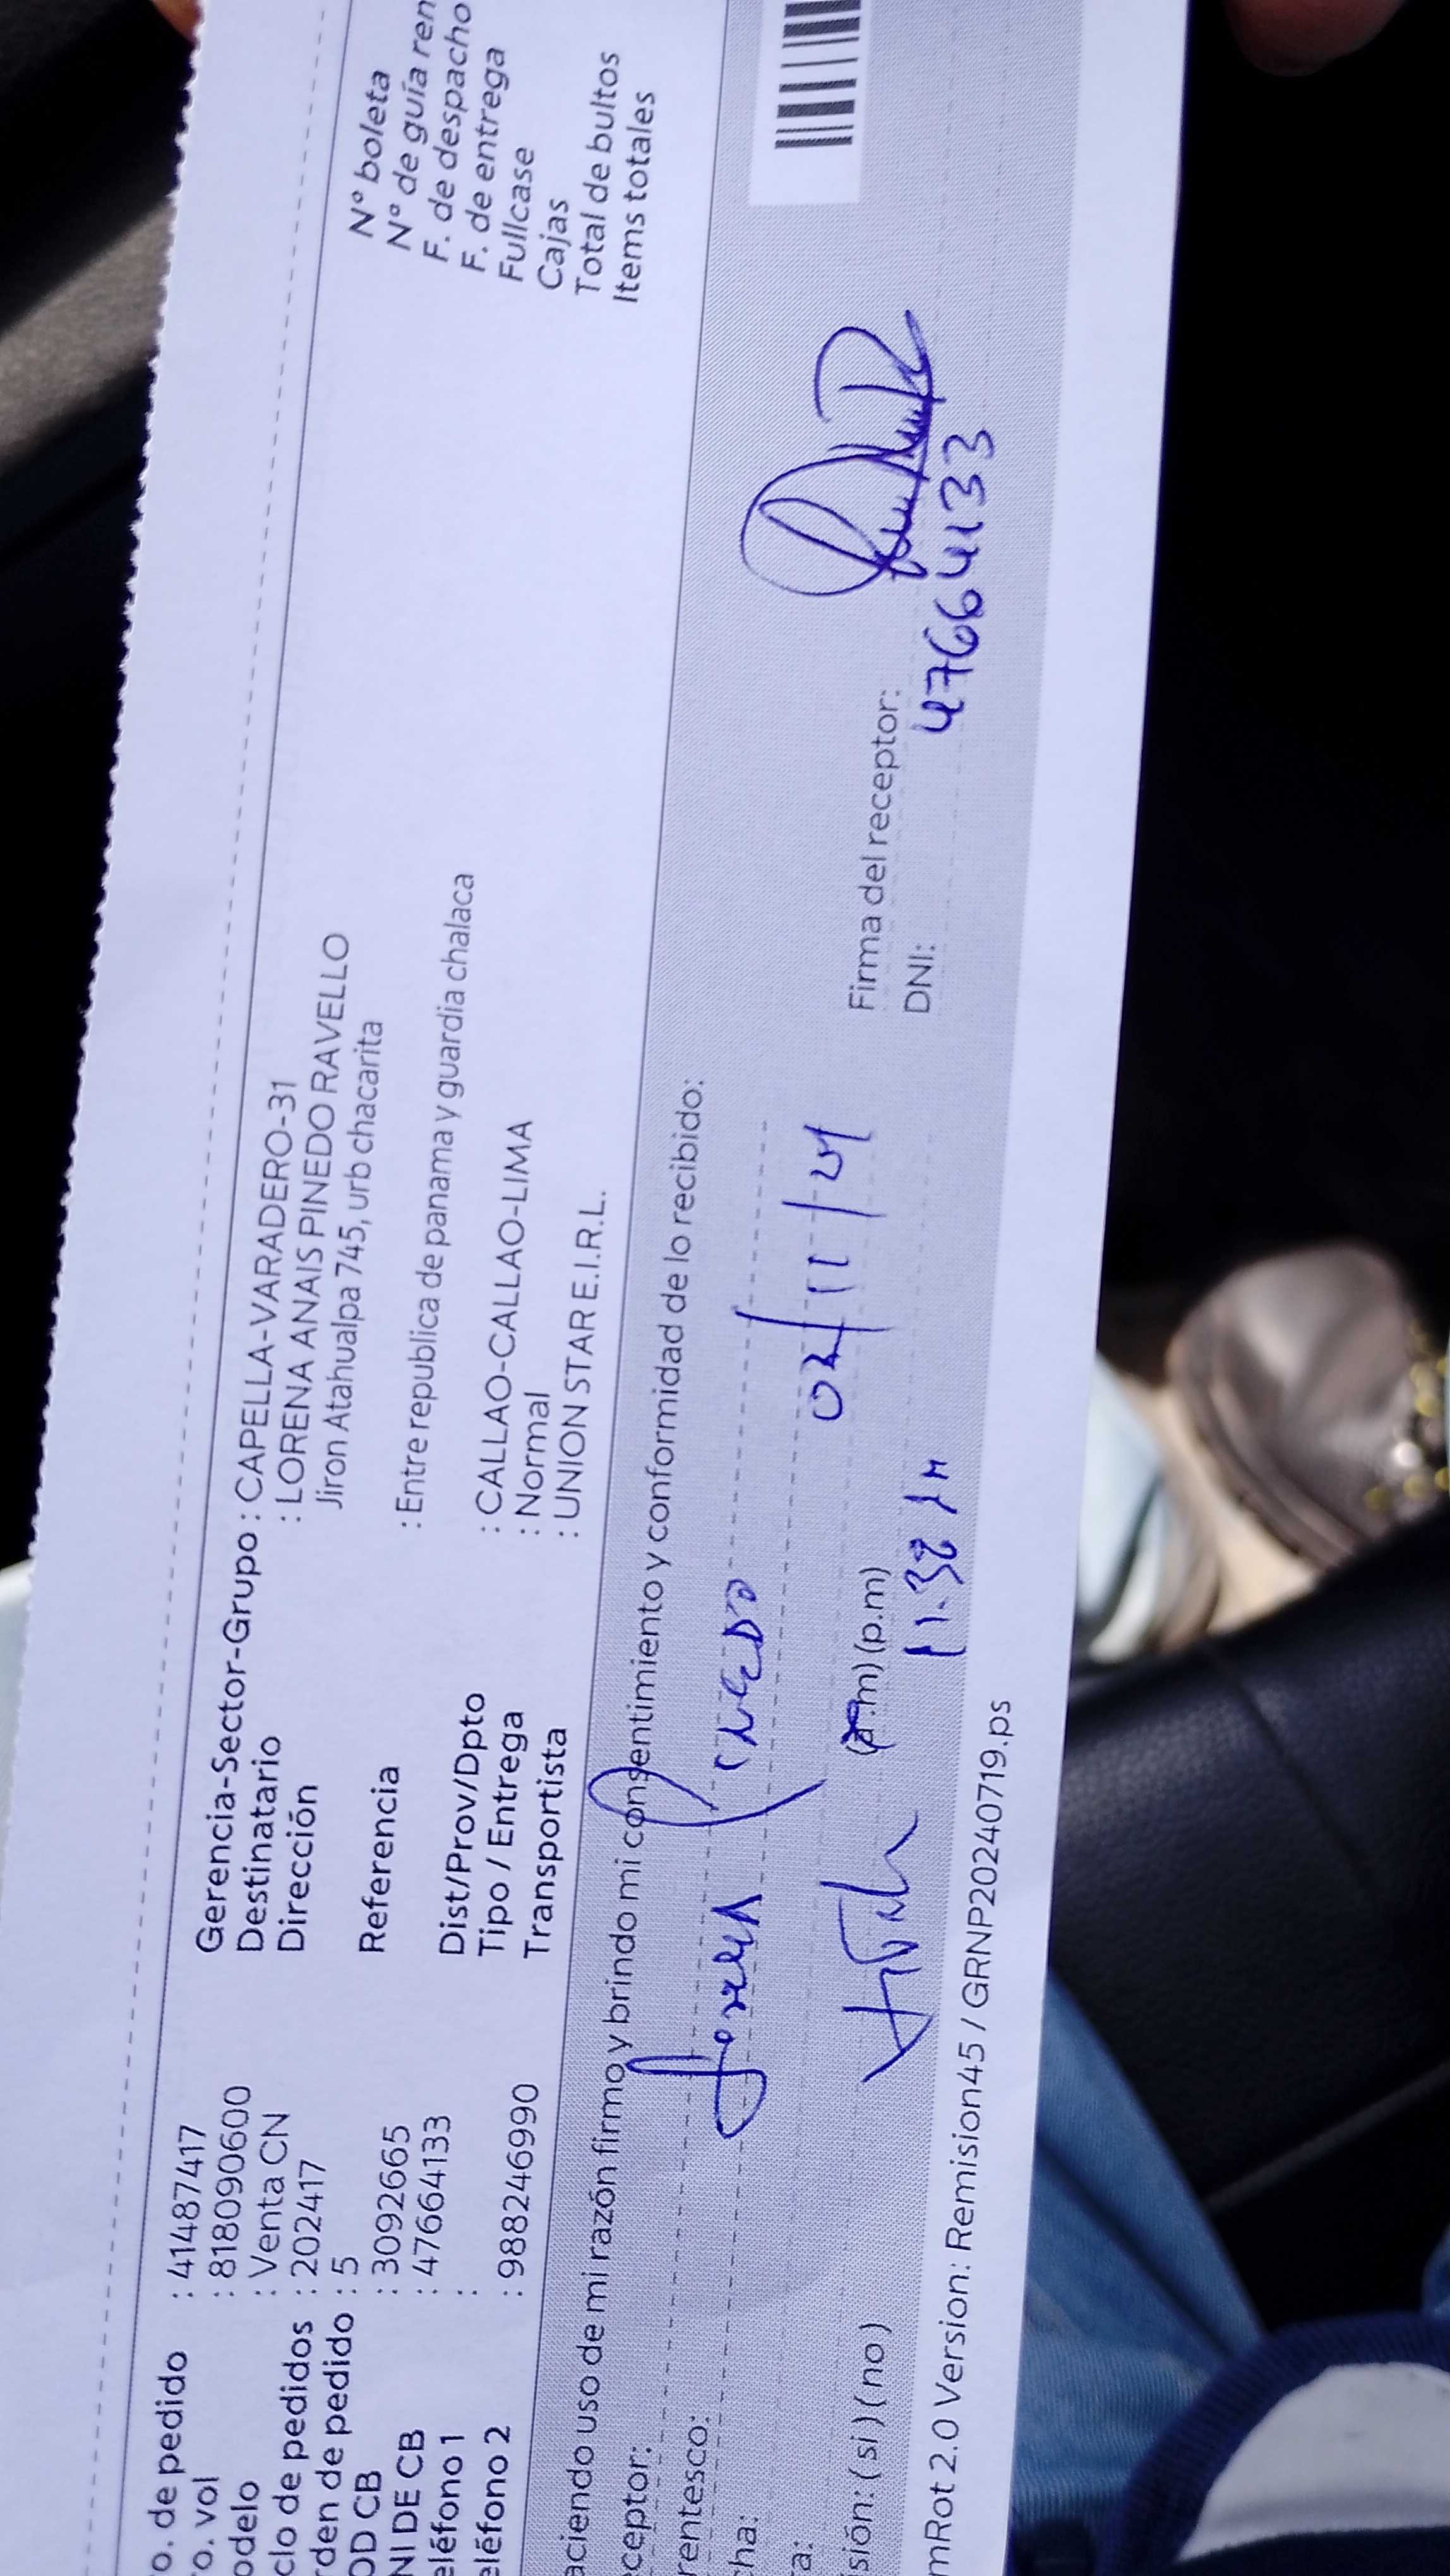 o. de pedido : 41487417
o. vol : 818090600
odelo : Venta CN
clo de pedidos : 202417
rden de pedido : 5
OD CB : 3092665
NI DE CB : 47664133
eléfono 1 :
eléfono 2 : 988246990
Gerencia-Sector-Grupo : CAPELLA-VARADERO-31
Destinatario : LORENA ANAIS PINEDO RAVELLO
Dirección Jiron Atahualpa 745, urb chacarita
Referencia : Entre republica de panama y guardia chalaca
Dist/Prov/Dpto : CALLAO-CALLAO-LIMA
Tipo / Entrega : Normal
Transportista : UNION STAR E.I.R.L.
Nº boleta
Nº de guía ren
F. de despacho
F. de entrega
Fullcase
Cajas
Total de bultos
Items totales
aciendo uso de mi razón firmo y brindo mi consentimiento y conformidad de lo recibido:
ceptor: Pinedo
rentesco:
ha: 02/11/24
a: (a.m) (p.m) 11:38
sión: ( si ) ( no )
Firma del receptor:
DNI: 47664133
mRot 2.0 Version: Remision45 / GRNP20240719.ps